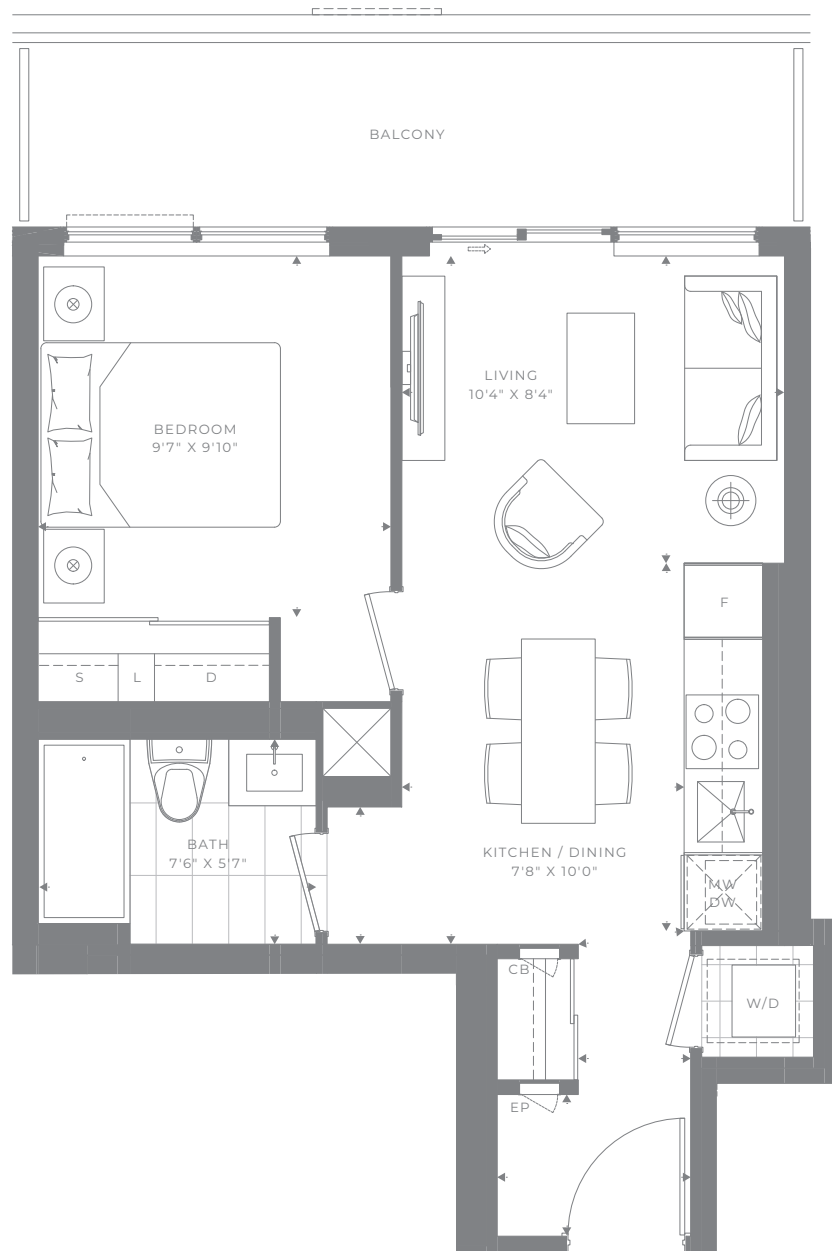 BALCONY
LIVING
10'4" X 8'4"
BEDROOM
9'7" X 9'10"
F
S L D
BATH
7'6" X 5'7"
KITCHEN / DINING
7'8" X 10'0"
MW
DW
CB
W/D
EP